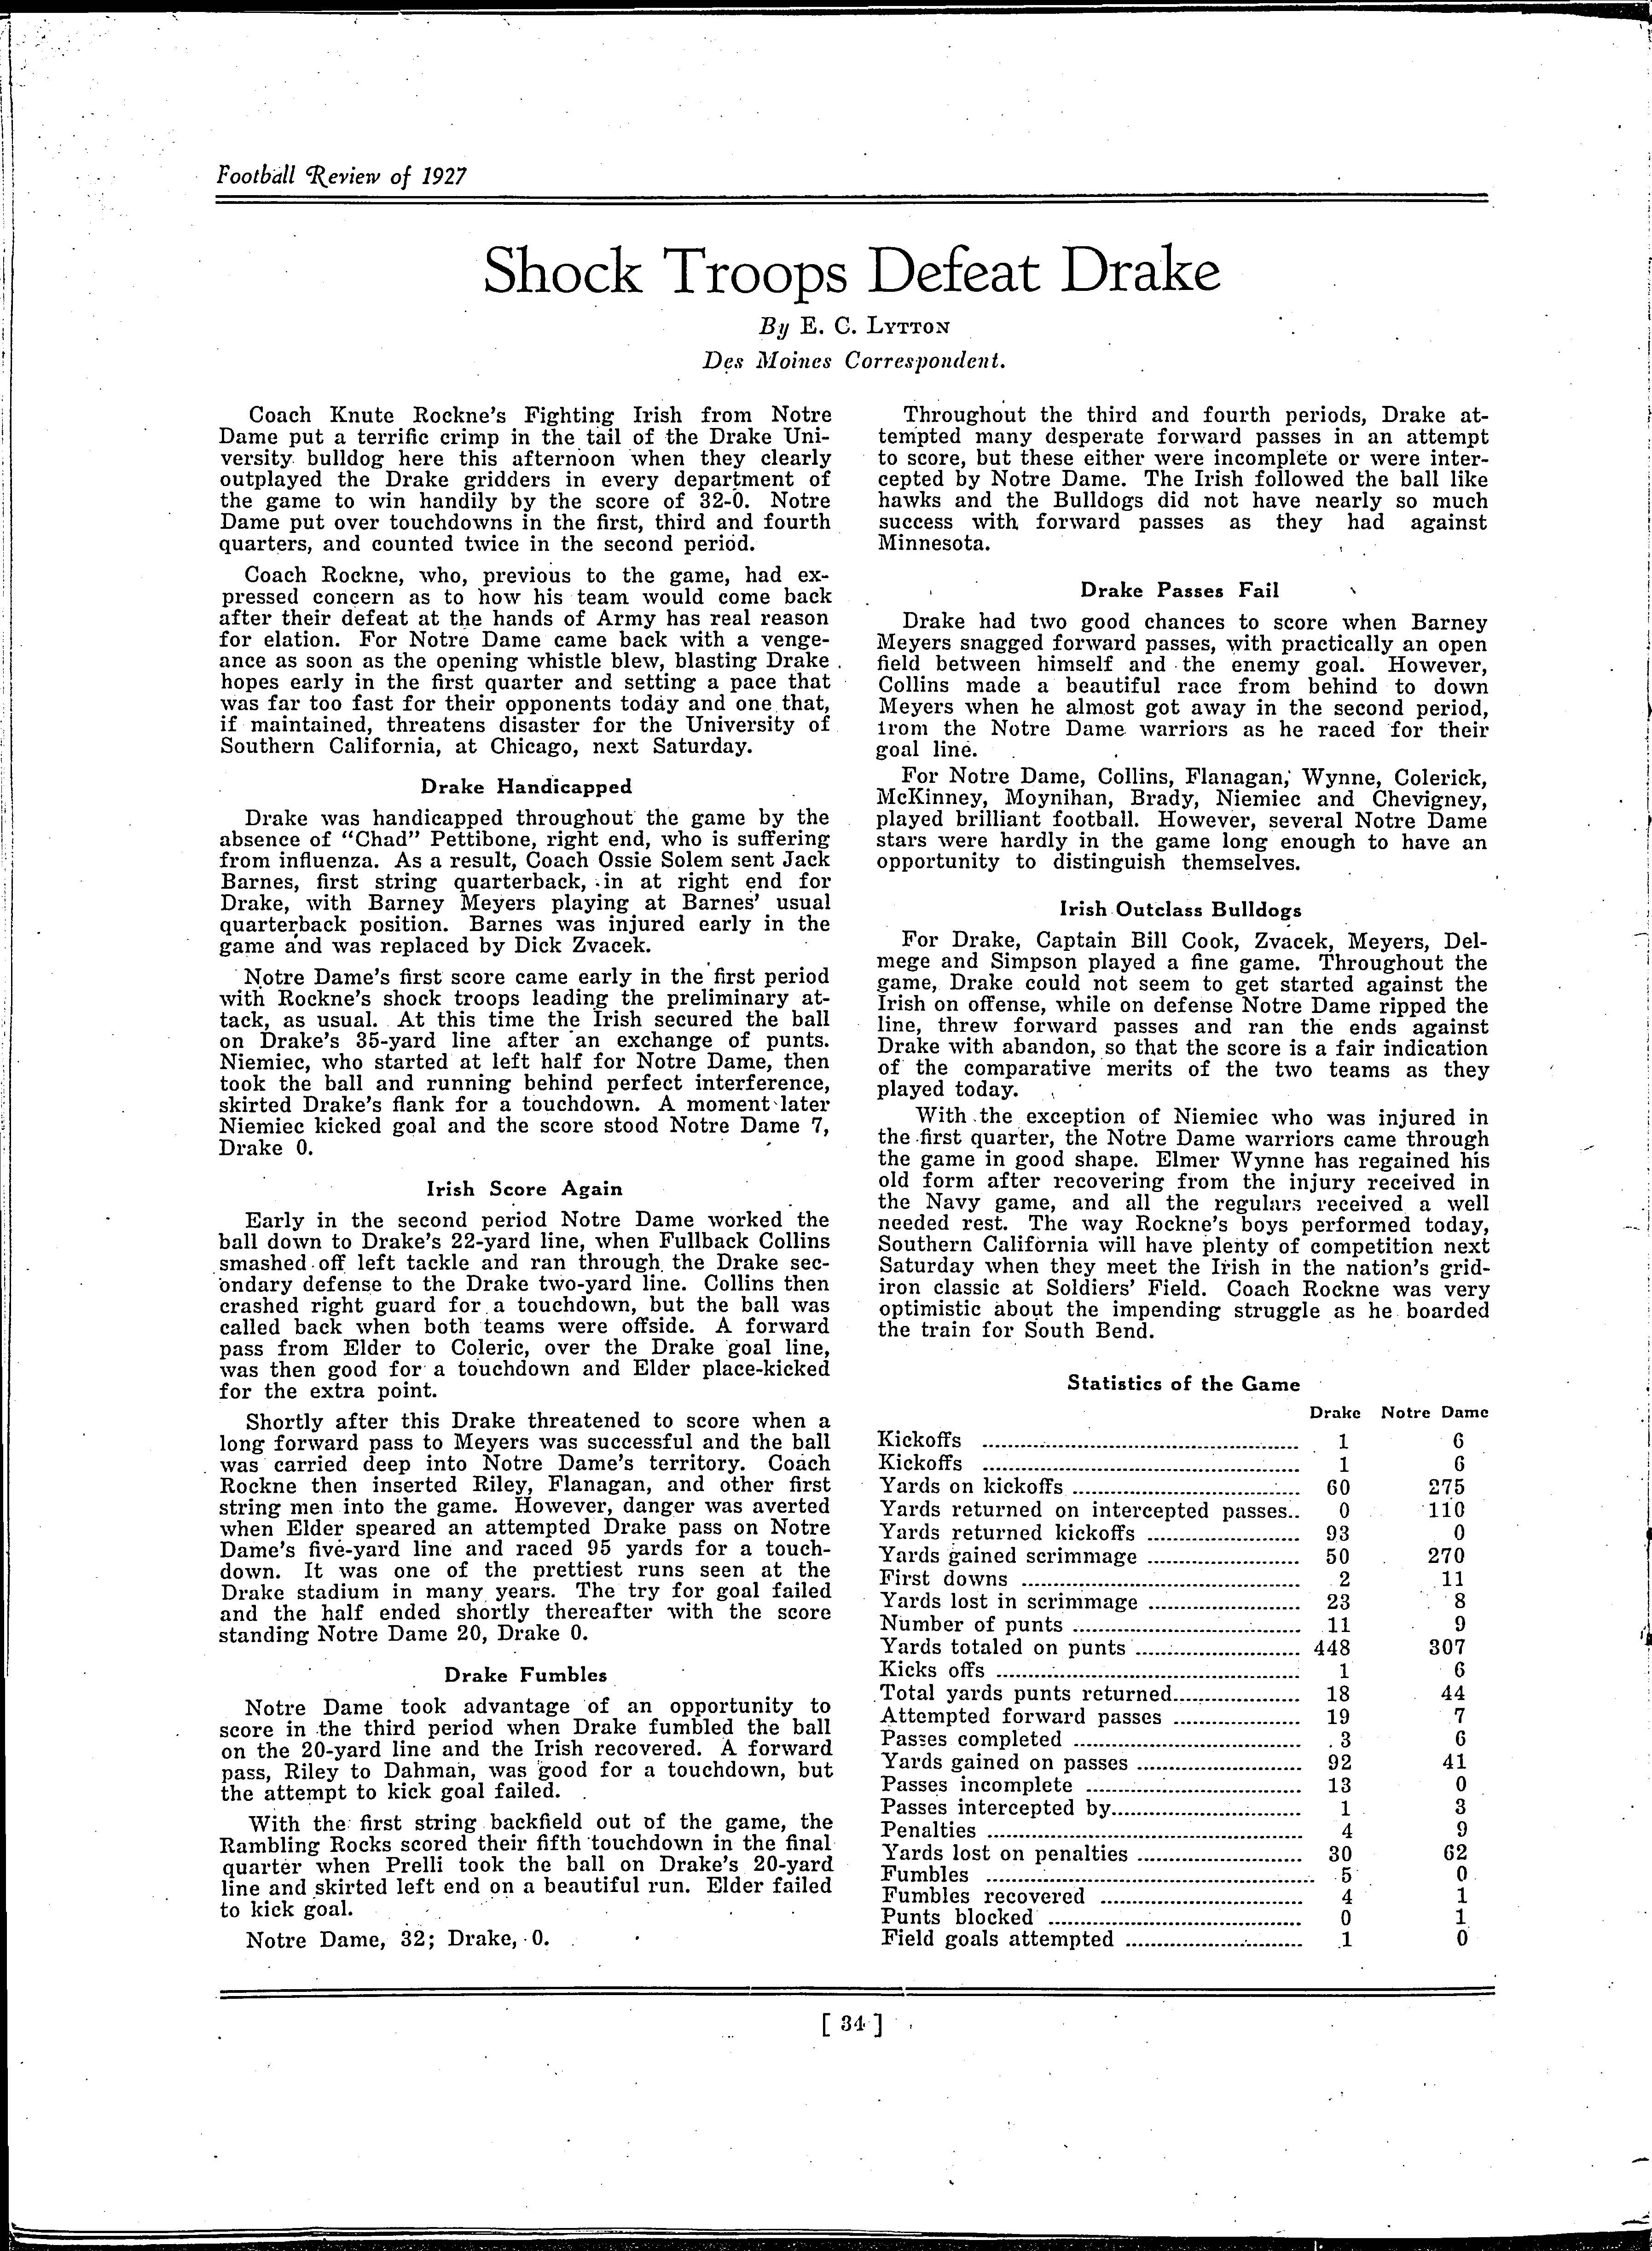 Football Review of 1927
Shock Troops Defeat Drake
By E. C. LYTTON
Des Moines Correspondent.
Coach Knute Rockne's Fighting Irish from Notre
Dame put a terrific crimp in the tail of the Drake Uni-
versity bulldog here this afternoon when they clearly
outplayed the Drake gridders in every department of
the game to win handily by the score of 32-0. Notre
Dame put over touchdowns in the first, third and fourth
quarters, and counted twice in the second period.
Coach Rockne, who, previous to the game, had ex-
pressed concern as to how his team would come back
after their defeat at the hands of Army has real reason
for elation. For Notre Dame came back with a venge-
ance as soon as the opening whistle blew, blasting Drake
hopes early in the first quarter and setting a pace that
was far too fast for their opponents today and one that,
if maintained, threatens disaster for the University of
Southern California, at Chicago, next Saturday.
Drake Handicapped
Drake was handicapped throughout the game by the
absence of "Chad" Pettibone, right end, who is suffering
from influenza. As a result, Coach Ossie Solem sent Jack
Barnes, first string quarterback, in at right end for
Drake, with Barney Meyers playing at Barnes' usual
quarterback position. Barnes was injured early in the
game and was replaced by Dick Zvacek.
Notre Dame's first score came early in the first period
with Rockne's shock troops leading the preliminary at-
tack, as usual. At this time the Irish secured the ball
on Drake's 35-yard line after an exchange of punts.
Niemiec, who started at left half for Notre Dame, then
took the ball and running behind perfect interference,
skirted Drake's flank for a touchdown. A moment later
Niemiec kicked goal and the score stood Notre Dame 7,
Drake 0.
Irish Score Again
Early in the second period Notre Dame worked the
ball down to Drake's 22-yard line, when Fullback Collins
smashed off left tackle and ran through the Drake sec-
ondary defense to the Drake two-yard line. Collins then
crashed right guard for a touchdown, but the ball was
called back when both teams were offside. A forward
pass from Elder to Coleric, over the Drake goal line,
was then good for a touchdown and Elder place-kicked
for the extra point.
Shortly after this Drake threatened to score when a
long forward pass to Meyers was successful and the ball
was carried deep into Notre Dame's territory. Coach
Rockne then inserted Riley, Flanagan, and other first
string men into the game. However, danger was averted
when Elder speared an attempted Drake pass on Notre
Dame's five-yard line and raced 95 yards for a touch-
down. It was one of the prettiest runs seen at the
Drake stadium in many years. The try for goal failed
and the half ended shortly thereafter with the score
standing Notre Dame 20, Drake 0.
Drake Fumbles
Notre Dame took advantage of an opportunity to
score in the third period when Drake fumbled the ball
on the 20-yard line and the Irish recovered. A forward
pass, Riley to Dahman, was good for a touchdown, but
the attempt to kick goal failed.
With the first string backfield out of the game, the
Rambling Rocks scored their fifth touchdown in the final
quarter when Prelli took the ball on Drake's 20-yard
line and skirted left end on a beautiful run. Elder failed
to kick goal.
Notre Dame, 32; Drake, 0.
Throughout the third and fourth periods, Drake at-
tempted many desperate forward passes in an attempt
to score, but these either were incomplete or were inter-
cepted by Notre Dame. The Irish followed the ball like
hawks and the Bulldogs did not have nearly so much
success with forward passes as they had against
Minnesota.
Drake Passes Fail
Drake had two good chances to score when Barney
Meyers snagged forward passes, with practically an open
field between himself and the enemy goal. However,
Collins made a beautiful race from behind to down
Meyers when he almost got away in the second period,
from the Notre Dame warriors as he raced for their
goal line.
For Notre Dame, Collins, Flanagan, Wynne, Colerick,
McKinney, Moynihan, Brady, Niemiec and Chevigney,
played brilliant football. However, several Notre Dame
stars were hardly in the game long enough to have an
opportunity to distinguish themselves.
Irish Outclass Bulldogs
For Drake, Captain Bill Cook, Zvacek, Meyers, Del-
mege and Simpson played a fine game. Throughout the
game, Drake could not seem to get started against the
Irish on offense, while on defense Notre Dame ripped the
line, threw forward passes and ran the ends against
Drake with abandon, so that the score is a fair indication
of the comparative merits of the two teams as they
played today.
With the exception of Niemiec who was injured in
the first quarter, the Notre Dame warriors came through
the game in good shape. Elmer Wynne has regained his
old form after recovering from the injury received in
the Navy game, and all the regulars received a well
needed rest. The way Rockne's boys performed today,
Southern California will have plenty of competition next
Saturday when they meet the Irish in the nation's grid-
iron classic at Soldiers' Field. Coach Rockne was very
optimistic about the impending struggle as he boarded
the train for South Bend.
Statistics of the Game
Drake Notre Dame
Kickoffs 1 6
Kickoffs 1 6
Yards on kickoffs 60 275
Yards returned on intercepted passes.. 0 110
Yards returned kickoffs 93 0
Yards gained scrimmage 50 270
First downs 2 11
Yards lost in scrimmage 23 8
Number of punts 11 9
Yards totaled on punts 448 307
Kicks offs 1 6
Total yards punts returned 18 44
Attempted forward passes 19 7
Passes completed 3 6
Yards gained on passes 92 41
Passes incomplete 13 0
Passes intercepted by 1 3
Penalties 4 9
Yards lost on penalties 30 62
Fumbles 5 0
Fumbles recovered 4 1
Punts blocked 0 1
Field goals attempted 1 0
[ 34 ]